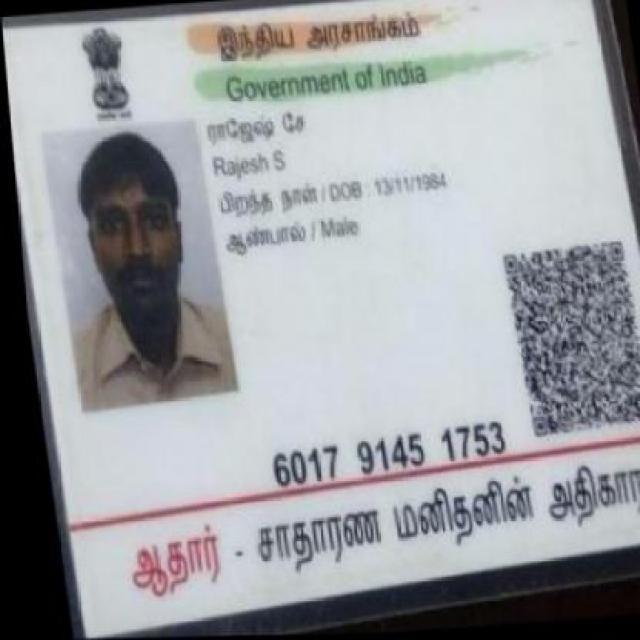 இந்திய அரசாங்கம்
Government of India
ராஜேஷ் சே
Rajesh S
பிறந்த நாள் / DOB : 13/11/1984
ஆண்பால் / Male
6017 9145 1753
ஆதார் - சாதாரண மனிதனின் அதிகார